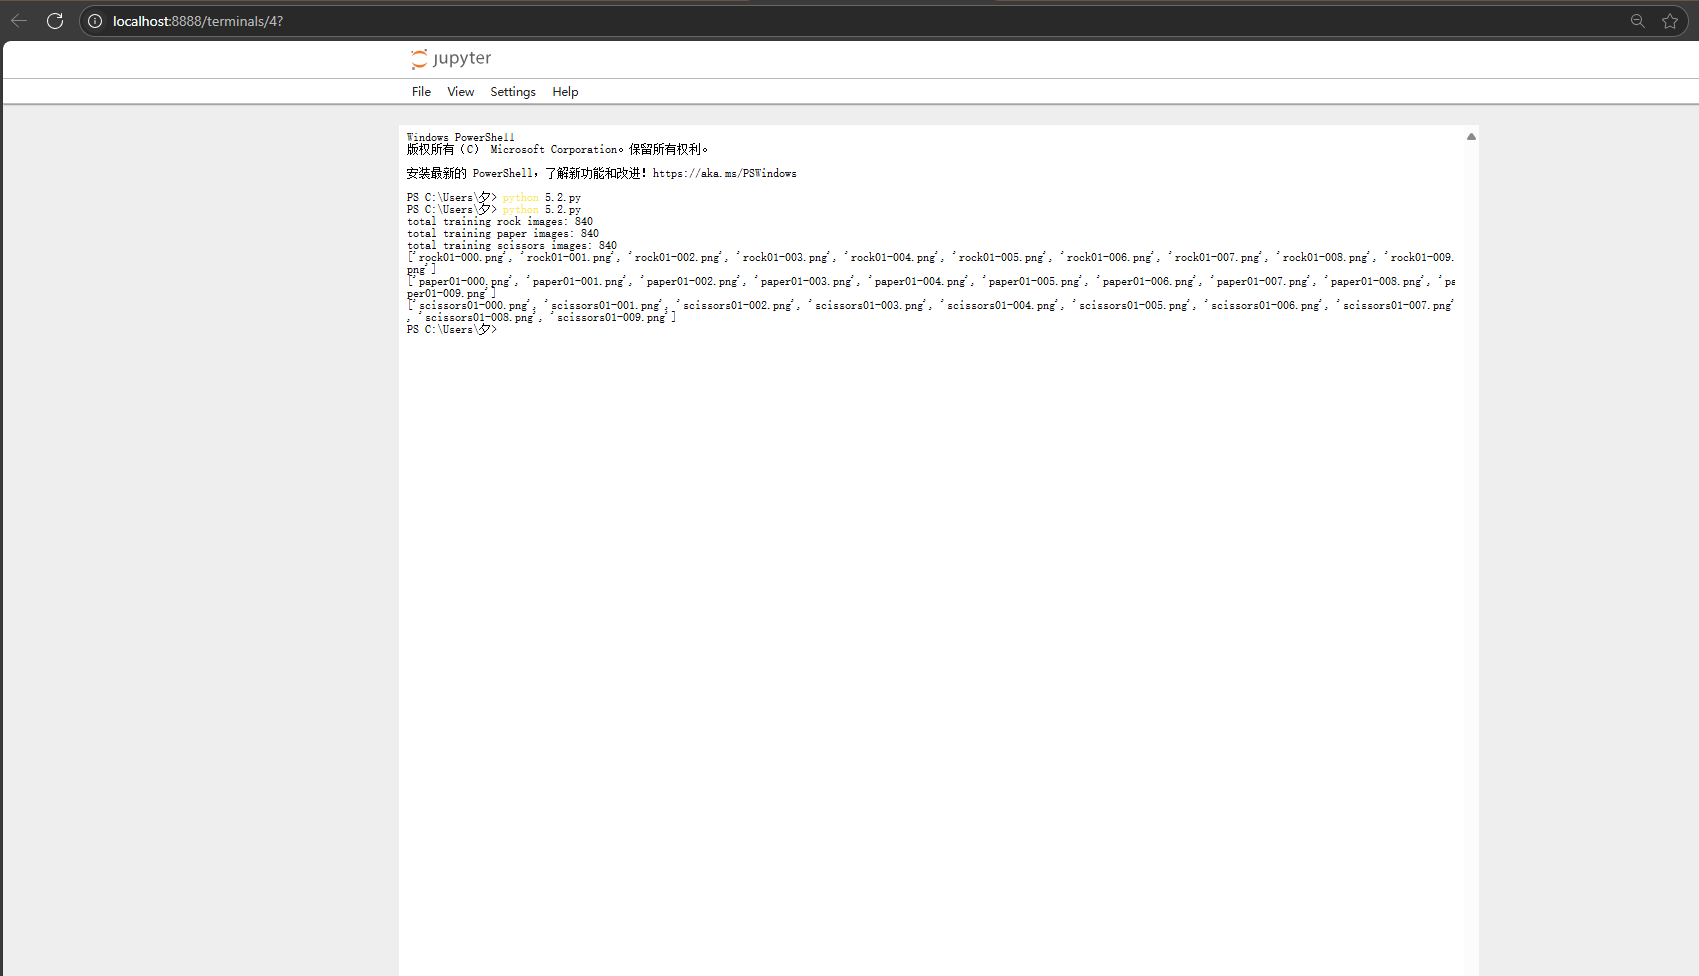 localhost:8888/terminals/4?
jupyter
File View Settings Help
Windows PowerShell
版权所有（C） Microsoft Corporation。保留所有权利。
安装最新的 PowerShell，了解新功能和改进！https://aka.ms/PSWindows
PS C:\Users\夕> python 5.2.py
PS C:\Users\夕> python 5.2.py
total training rock images: 840
total training paper images: 840
total training scissors images: 840
['rock01-000.png', 'rock01-001.png', 'rock01-002.png', 'rock01-003.png', 'rock01-004.png', 'rock01-005.png', 'rock01-006.png', 'rock01-007.png', 'rock01-008.png', 'rock01-009.
png']
['paper01-000.png', 'paper01-001.png', 'paper01-002.png', 'paper01-003.png', 'paper01-004.png', 'paper01-005.png', 'paper01-006.png', 'paper01-007.png', 'paper01-008.png', 'pa
per01-009.png']
['scissors01-000.png', 'scissors01-001.png', 'scissors01-002.png', 'scissors01-003.png', 'scissors01-004.png', 'scissors01-005.png', 'scissors01-006.png', 'scissors01-007.png'
, 'scissors01-008.png', 'scissors01-009.png']
PS C:\Users\夕>